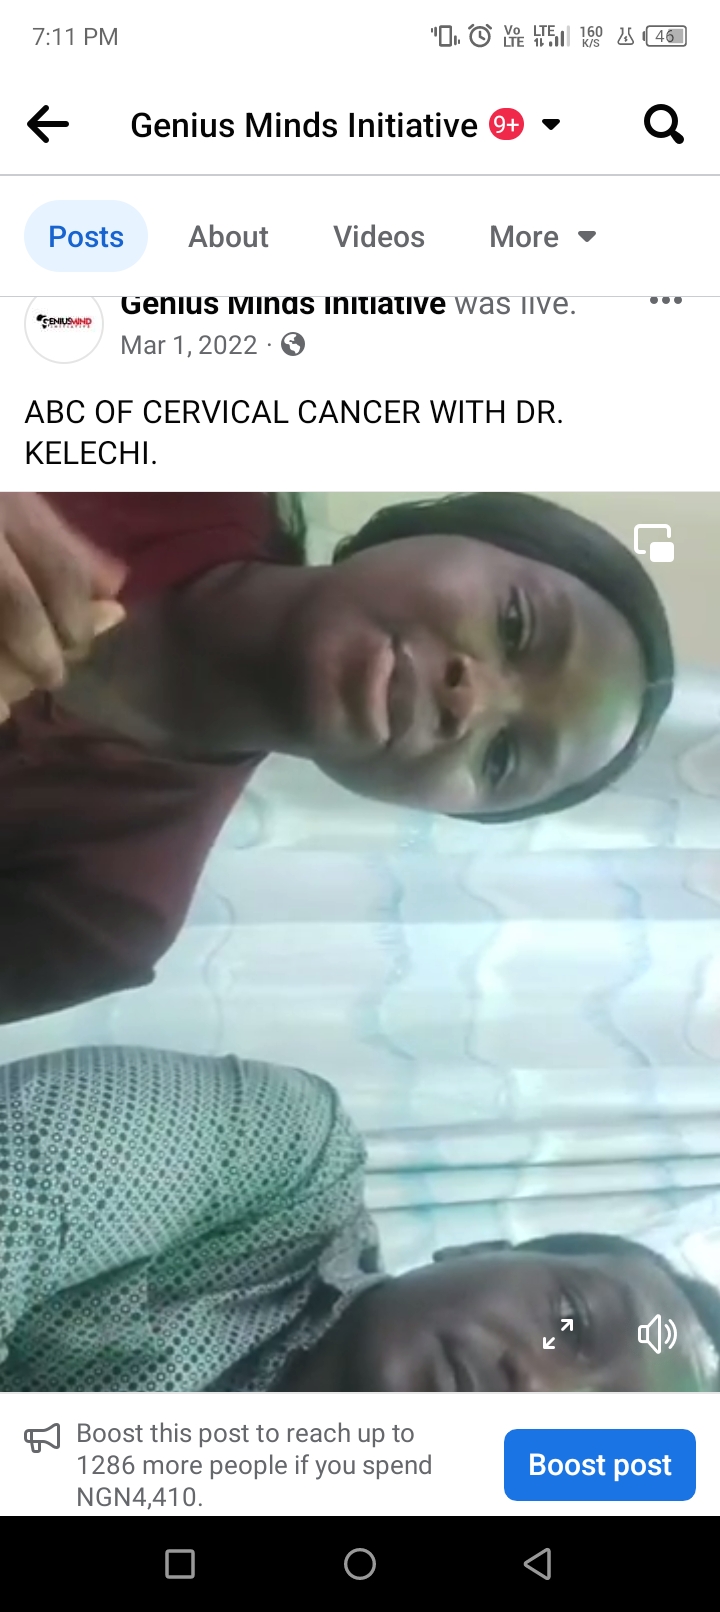 7:11 PM
Vo LTE
LTE
160 K/S
46
Genius Minds Initiative 9+
Posts About Videos More
GENIUSMIND
Genius Minds Initiative was live.
Mar 1, 2022 ·
ABC OF CERVICAL CANCER WITH DR.
KELECHI.
Boost this post to reach up to
1286 more people if you spend
NGN4,410.
Boost post